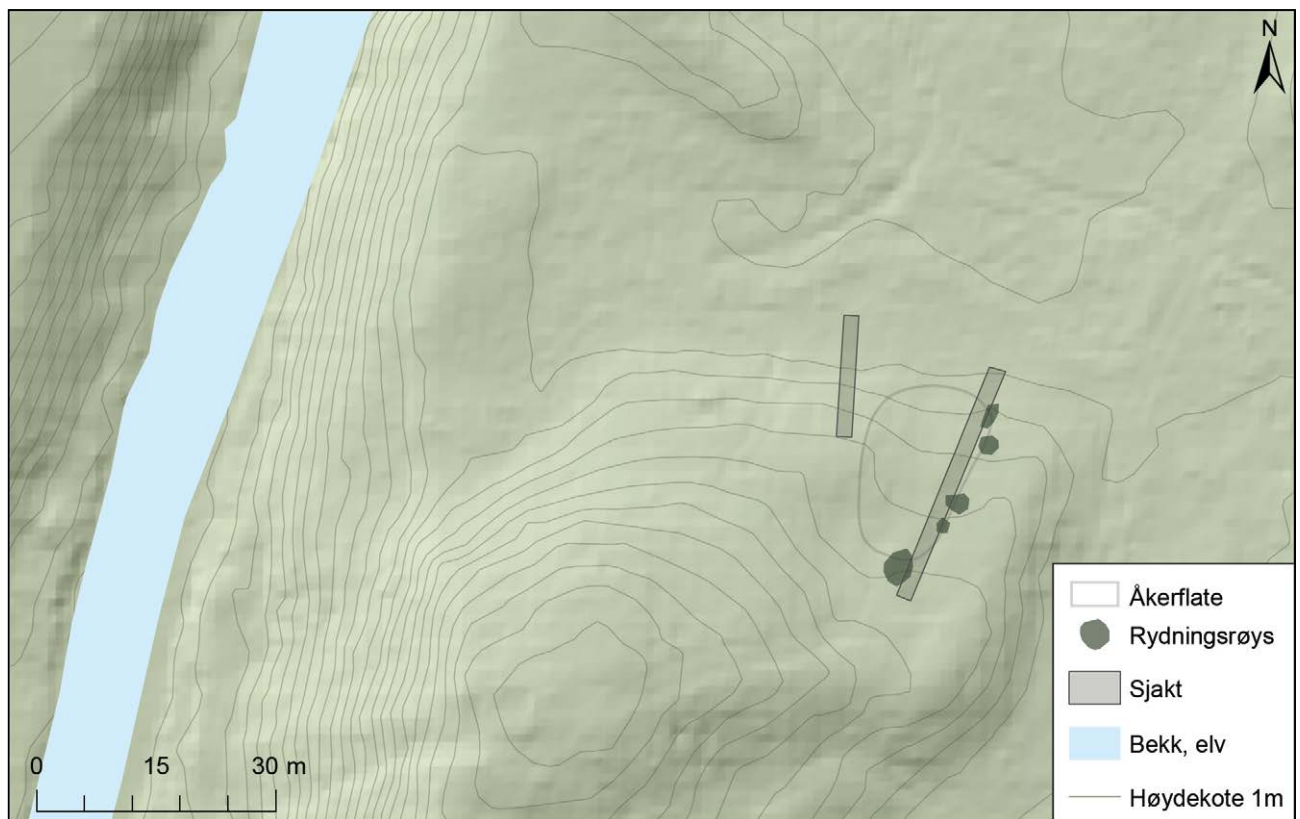 N
Åkerflate
Rydningsrøys
Sjakt
Bekk, elv
Høydekote 1m
0 15 30 m